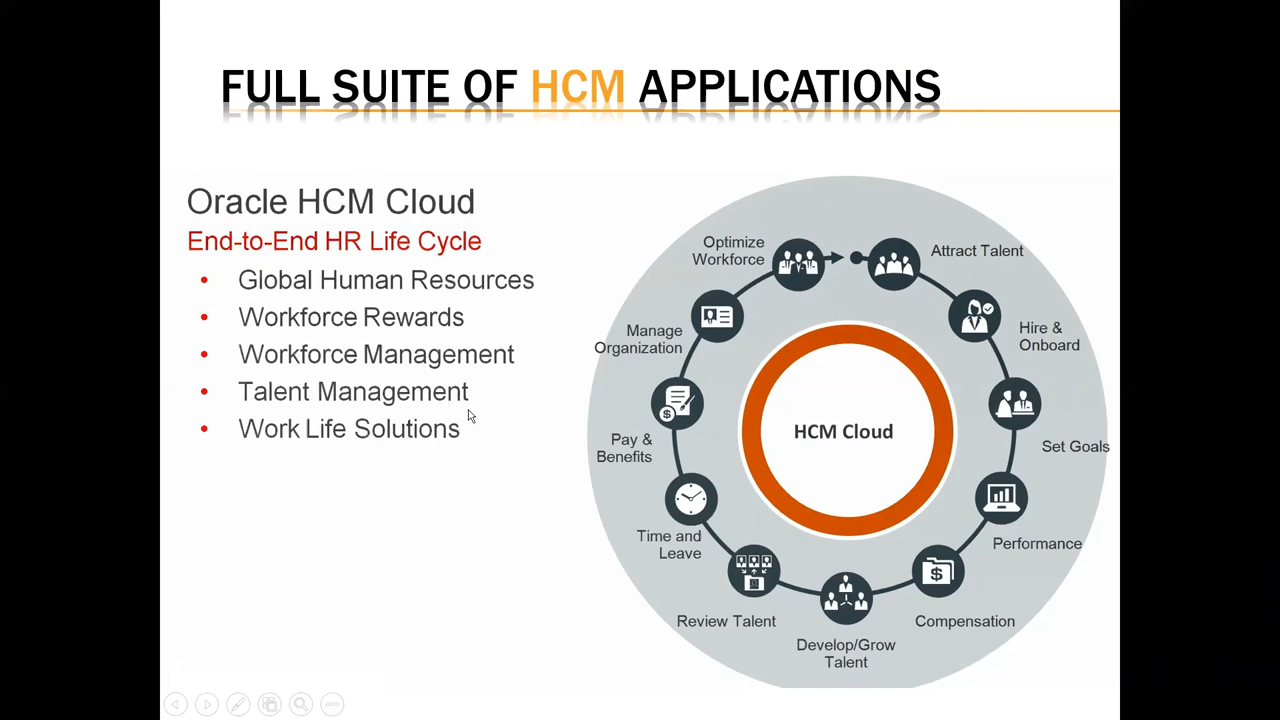 FULL SUITE OF HCM APPLICATIONS
Oracle HCM Cloud
End-to-End HR Life Cycle
• Global Human Resources
• Workforce Rewards
• Workforce Management
• Talent Management
• Work Life Solutions
Optimize
Workforce
Attract Talent
Manage
Organization
Hire &
Onboard
HCM Cloud
Pay &
Benefits
Set Goals
Time and
Leave
Performance
Review Talent
Compensation
Develop/Grow
Talent